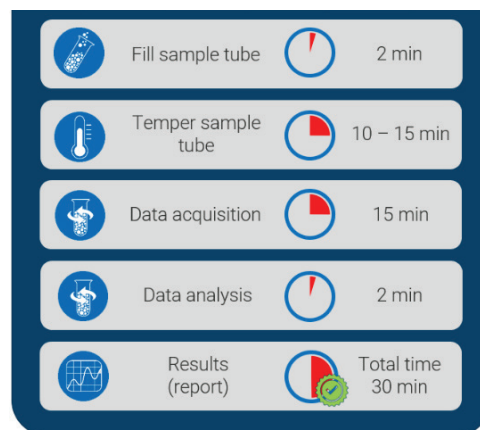 Fill sample tube 2 min
Temper sample
tube
10 – 15 min
Data acquisition 15 min
Data analysis 2 min
Results
(report)
Total time
30 min